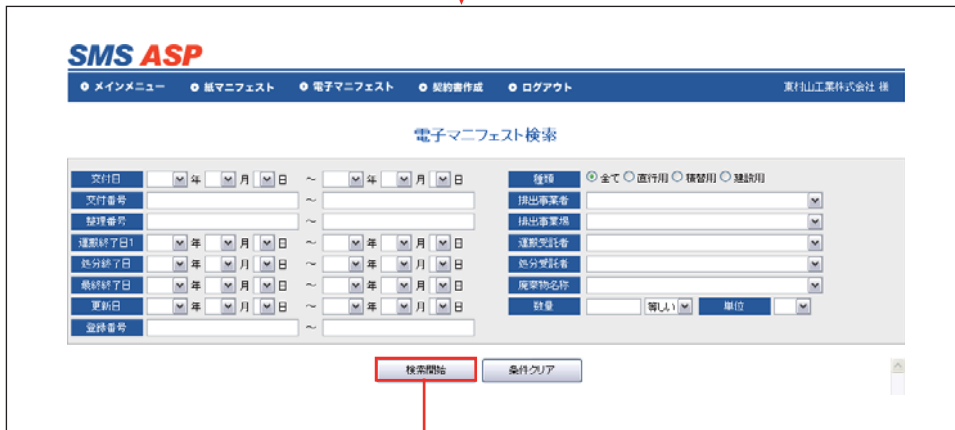 SMS ASP
メインメニュー 紙マニフェスト 電子マニフェスト 契約書作成 ログアウト 東村山工業株式会社 様
電子マニフェスト検索
交付日 年 月 日 ~ 年 月 日 種類 全て 直行用 積替用 建設用
交付番号 ~ 排出事業者
整理番号 ~ 排出事業場
運搬終了日1 年 月 日 ~ 年 月 日 運搬受託者
処分終了日 年 月 日 ~ 年 月 日 処分受託者
最終終了日 年 月 日 ~ 年 月 日 廃棄物名称
更新日 年 月 日 ~ 年 月 日 数量 等しい 単位
登録番号 ~
検索開始 条件クリア